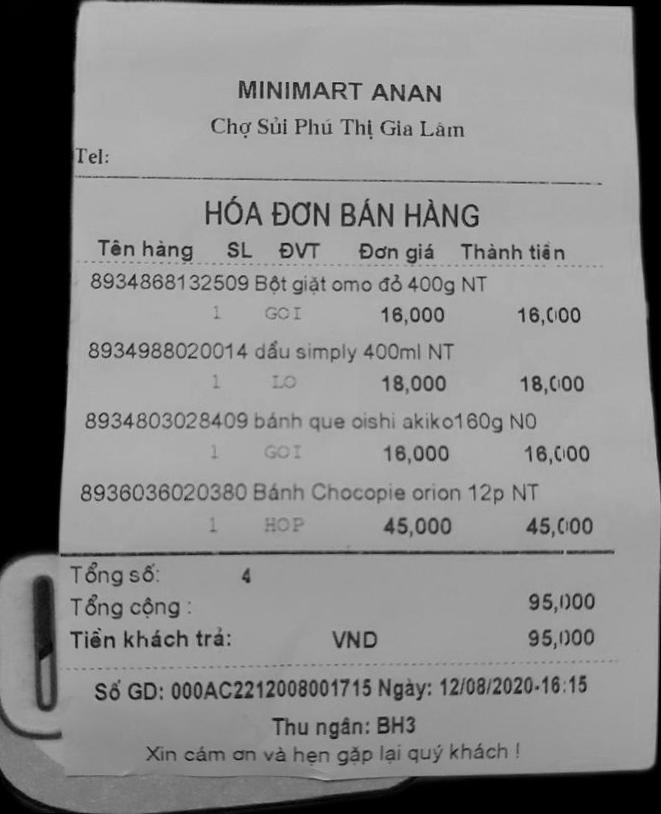 MINIMART ANAN
Chợ Sủi Phú Thị Gia Lâm
Tel:
HÓA ĐƠN BÁN HÀNG
Tên hàng SL ĐVT Đơn giá Thành tiền
8934868132509 Bột giặt omo đỏ 400g NT
1 GOI 16,000 16,000
8934988020014 dầu simply 400ml NT
1 LO 18,000 18,000
8934803028409 bánh que oishi akiko160g N0
1 GOI 16,000 16,000
8936036020380 Bánh Chocopie orion 12p NT
1 HOP 45,000 45,000
Tổng số: 4
Tổng cộng : 95,000
Tiền khách trả: VND 95,000
Số GD: 000AC2212008001715 Ngày: 12/08/2020-16:15
Thu ngân: BH3
Xin cám ơn và hẹn gặp lại quý khách !